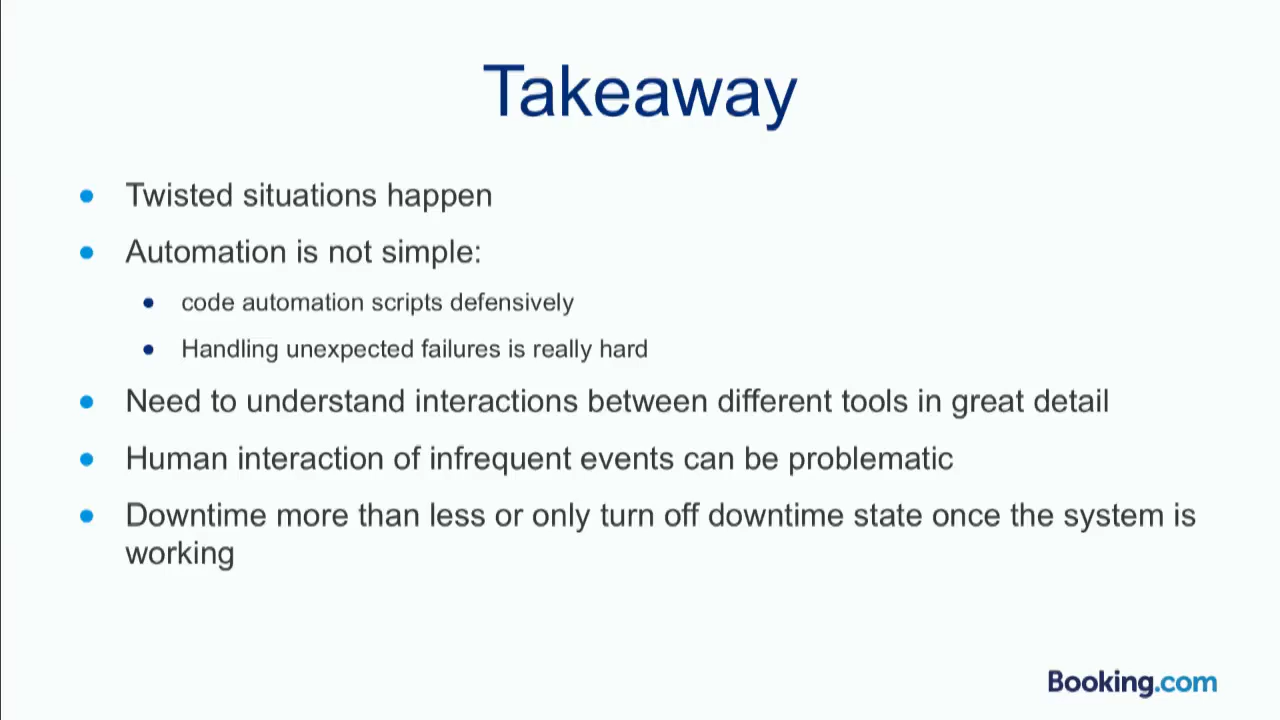 Takeaway
Twisted situations happen
Automation is not simple:
code automation scripts defensively
Handling unexpected failures is really hard
Need to understand interactions between different tools in great detail
Human interaction of infrequent events can be problematic
Downtime more than less or only turn off downtime state once the system is
working
Booking.com